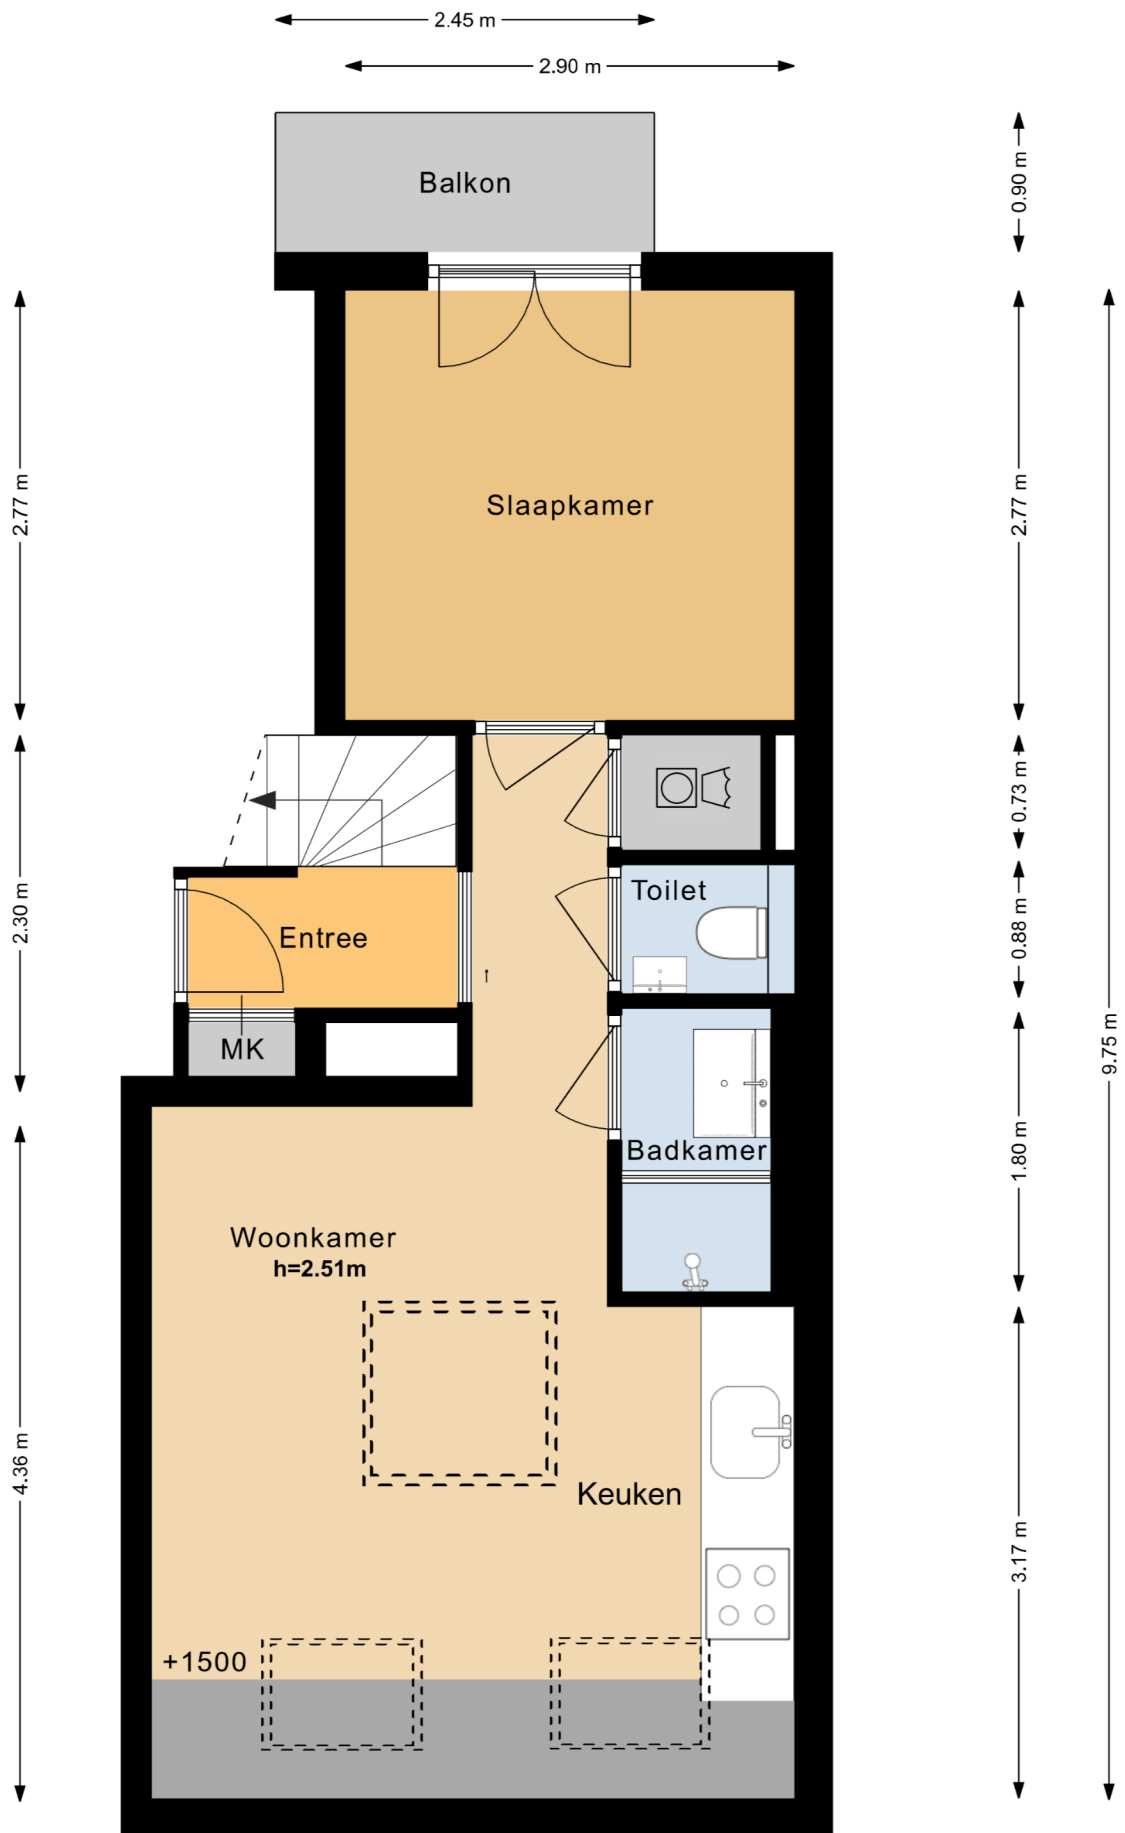 2.45 m
2.90 m
Balkon
0.90 m
Slaapkamer
2.77 m
2.77 m
0.73 m
Toilet
Entree
2.30 m
0.88 m
MK
9.75 m
Badkamer
1.80 m
Woonkamer
h=2.51m
4.36 m
Keuken
3.17 m
+1500